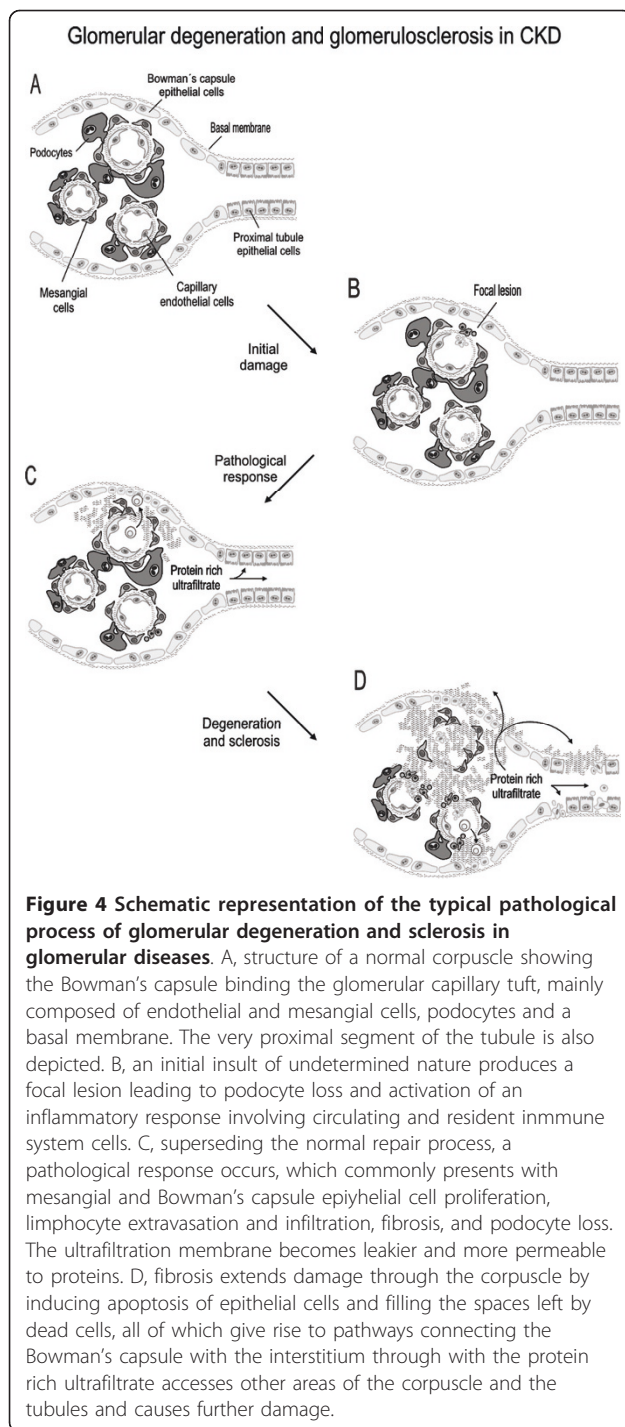 Glomerular degeneration and glomerulosclerosis in CKD
A
Bowman´s capsule
epithelial cells
Basal membrane
Podocytes
Proximal tubule
epithelial cells
Mesangial
cells
Capillary
endothelial cells
Initial
damage
B
Focal lesion
Pathological
response
C
Protein rich
ultrafiltrate
Degeneration
and sclerosis
D
Protein rich
ultrafiltrate
Figure 4 Schematic representation of the typical pathological
process of glomerular degeneration and sclerosis in
glomerular diseases. A, structure of a normal corpuscle showing
the Bowman's capsule binding the glomerular capillary tuft, mainly
composed of endothelial and mesangial cells, podocytes and a
basal membrane. The very proximal segment of the tubule is also
depicted. B, an initial insult of undetermined nature produces a
focal lesion leading to podocyte loss and activation of an
inflammatory response involving circulating and resident inmmune
system cells. C, superseding the normal repair process, a
pathological response occurs, which commonly presents with
mesangial and Bowman's capsule epiyhelial cell proliferation,
limphocyte extravasation and infiltration, fibrosis, and podocyte loss.
The ultrafiltration membrane becomes leakier and more permeable
to proteins. D, fibrosis extends damage through the corpuscle by
inducing apoptosis of epithelial cells and filling the spaces left by
dead cells, all of which give rise to pathways connecting the
Bowman's capsule with the interstitium through with the protein
rich ultrafiltrate accesses other areas of the corpuscle and the
tubules and causes further damage.